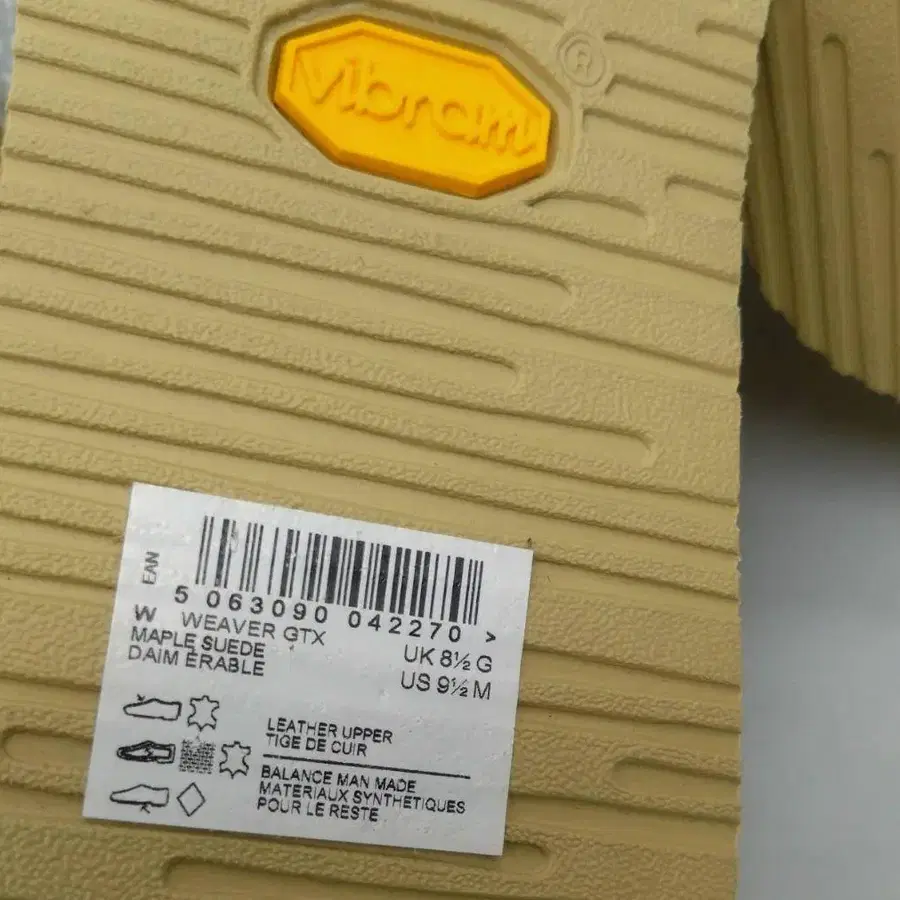 vibram
®
EAN
5 063090 042270 >
W WEAVER GTX
MAPLE SUEDE
DAIM ERABLE
UK 8½ G
US 9½ M
LEATHER UPPER
TIGE DE CUIR
BALANCE MAN MADE
MATERIAUX SYNTHETIQUES
POUR LE RESTE